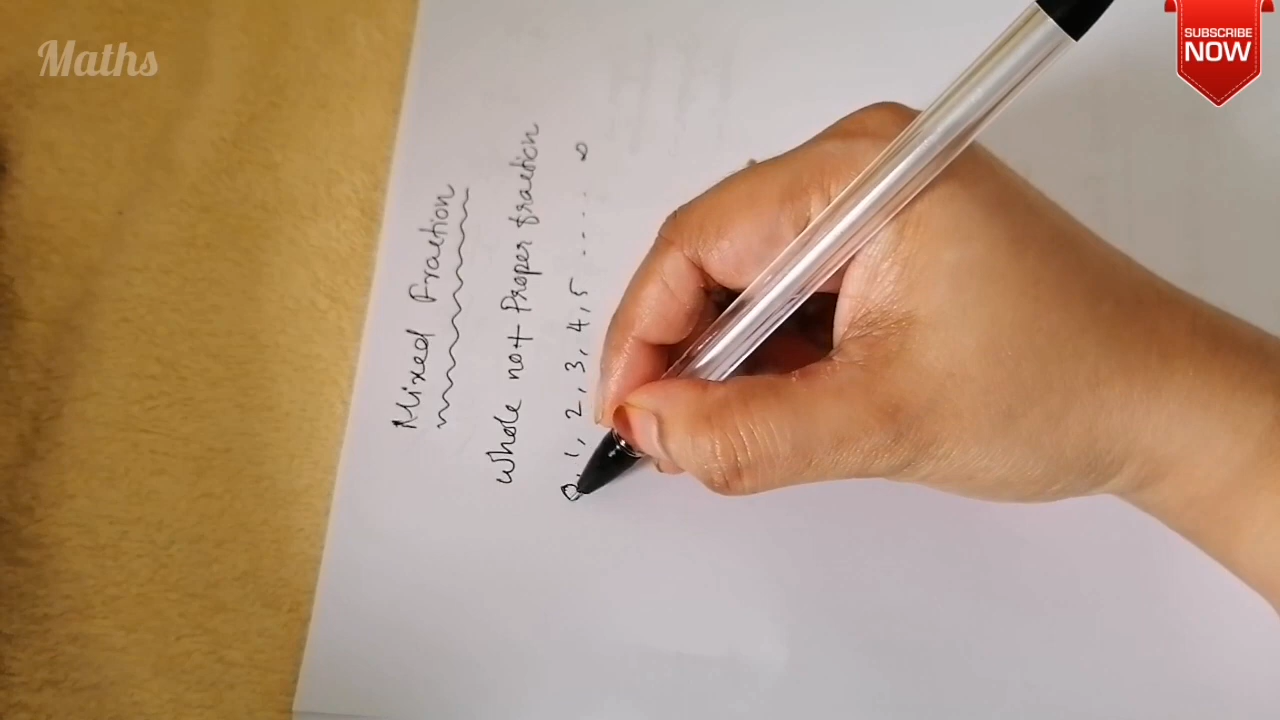 Maths
SUBSCRIBE
NOW
Mixed Fraction
Whole no+ Proper fraction
0, 1, 2, 3, 4, 5 .... ∞